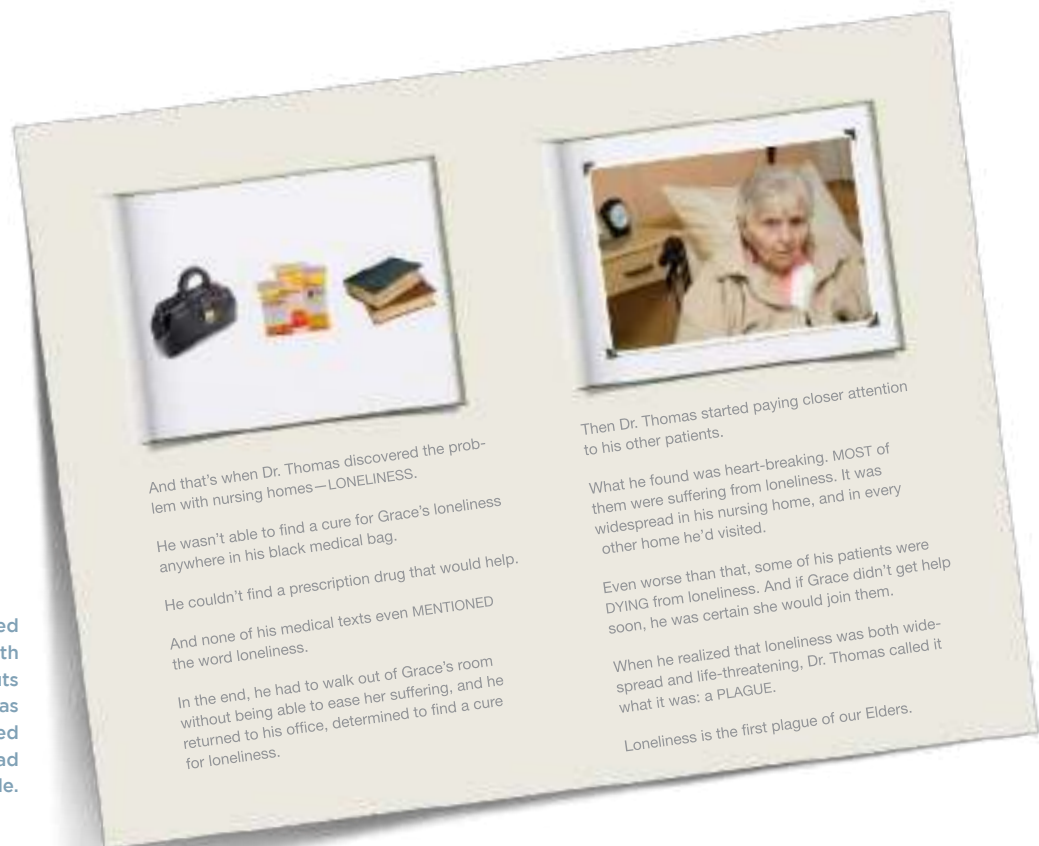 And that's when Dr. Thomas discovered the prob-
lem with nursing homes—LONELINESS.
He wasn't able to find a cure for Grace's loneliness
anywhere in his black medical bag.
He couldn't find a prescription drug that would help.
And none of his medical texts even MENTIONED
the word loneliness.
In the end, he had to walk out of Grace's room
without being able to ease her suffering, and he
returned to his office, determined to find a cure
for loneliness.
Then Dr. Thomas started paying closer attention
to his other patients.
What he found was heart-breaking. MOST of
them were suffering from loneliness. It was
widespread in his nursing home, and in every
other home he'd visited.
Even worse than that, some of his patients were
DYING from loneliness. And if Grace didn't get help
soon, he was certain she would join them.
When he realized that loneliness was both wide-
spread and life-threatening, Dr. Thomas called it
what it was: a PLAGUE.
Loneliness is the first plague of our Elders.
ed
th
ts
as
ed
ad
le.